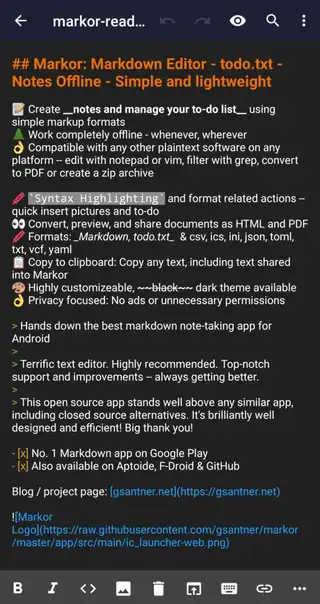 markor-read...
## Markor: Markdown Editor - todo.txt -
Notes Offline - Simple and lightweight
📝 Create __notes and manage your to-do list__ using
simple markup formats
🌲 Work completely offline - whenever, wherever
👌 Compatible with any other plaintext software on any
platform -- edit with notepad or vim, filter with grep, convert
to PDF or create a zip archive
🖍 `Syntax Highlighting` and format related actions --
quick insert pictures and to-do
👀 Convert, preview, and share documents as HTML and PDF
🖍 Formats: _Markdown, todo.txt_ & csv, ics, ini, json, toml,
txt, vcf, yaml
📋 Copy to clipboard: Copy any text, including text shared
into Markor
🎨 Highly customizeable, ~~black~~ dark theme available
👌 Privacy focused: No ads or unnecessary permissions
> Hands down the best markdown note-taking app for
Android
>
> Terrific text editor. Highly recommended. Top-notch
support and improvements -- always getting better.
>
> This open source app stands well above any similar app,
including closed source alternatives. It's brilliantly well
designed and efficient! Big thank you!
- [x] No. 1 Markdown app on Google Play
- [x] Also available on Aptoide, F-Droid & GitHub
Blog / project page: [gsantner.net](https://gsantner.net)
![Markor
Logo](https://raw.githubusercontent.com/gsantner/markor
/master/app/src/main/ic_launcher-web.png)
B I <>